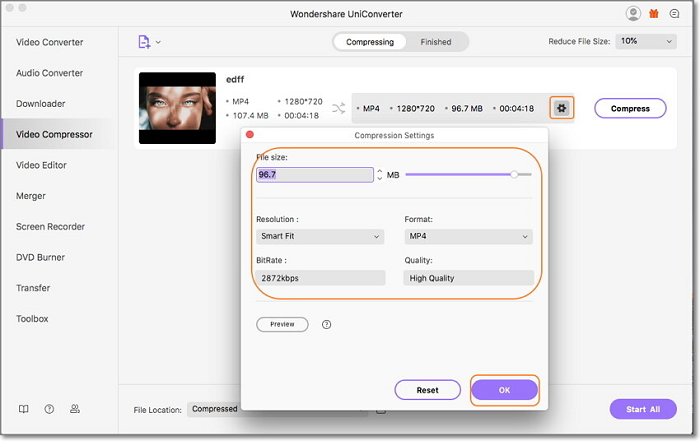 Wondershare UniConverter
Video Converter
Audio Converter
Downloader
Video Compressor
Video Editor
Merger
Screen Recorder
DVD Burner
Transfer
Toolbox
Compressing Finished
Reduce File Size: 10%
edff
MP4 1280*720
107.4 MB 00:04:18
MP4 1280*720 96.7 MB 00:04:18
Compress
Compression Settings
File size:
96.7 MB
Resolution : Format:
Smart Fit MP4
BitRate : Quality:
2872kbps High Quality
Preview
Reset OK
File Location: Compressed
Start All